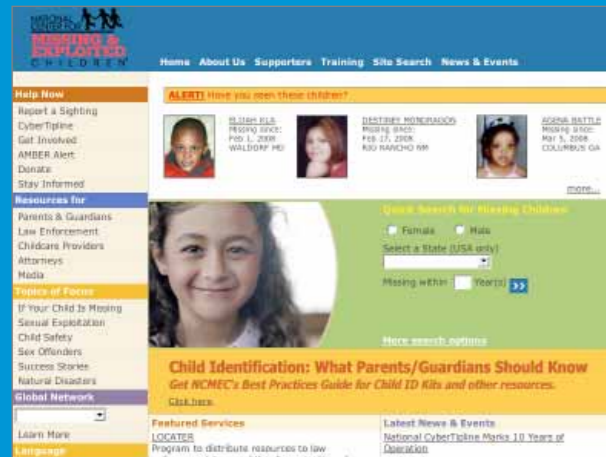 NATIONAL
CENTER FOR
MISSING &
EXPLOITED
CHILDREN
Home About Us Supporters Training Site Search News & Events
Help Now
Report a Sighting
CyberTipline
Get Involved
AMBER Alert
Donate
Stay Informed
Resources for
Parents & Guardians
Law Enforcement
Childcare Providers
Attorneys
Media
Topics of Focus
If Your Child Is Missing
Sexual Exploitation
Child Safety
Sex Offenders
Success Stories
Natural Disasters
Global Network
Learn More
Language
ALERT! Have you seen these children?
ELIJAH KLA
Missing since:
Feb 1, 2008
WALDORF MD
DESTINEY MONDRAGON
Missing since:
Feb 17, 2008
RIO RANCHO NM
AGENA BATTLE
Missing since:
Mar 5, 2008
COLUMBUS GA
more...
Quick Search for Missing Children
Female Male
Select a State (USA only)
Missing within Year(s)
More search options
Child Identification: What Parents/Guardians Should Know
Get NCMEC's Best Practices Guide for Child ID Kits and other resources.
Click here.
Featured Services
LOCATER
Program to distribute resources to law
Latest News & Events
National CyberTipline Marks 10 Years of
Operation